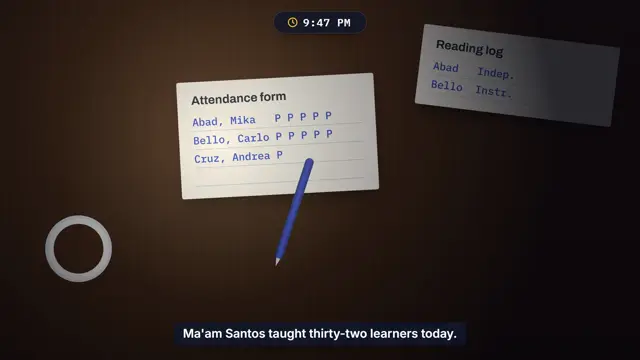 9:47 PM
Reading log
Abad Indep.
Bello Instr.
Attendance form
Abad, Mika P P P P P
Bello, Carlo P P P P P
Cruz, Andrea P
Ma'am Santos taught thirty-two learners today.